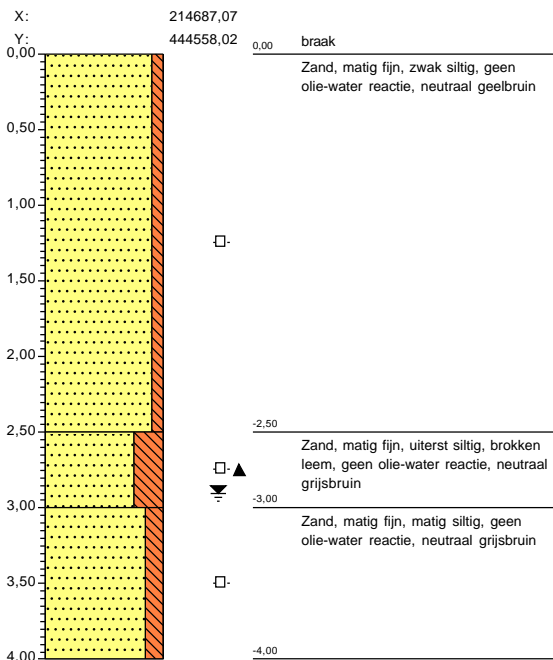 X: 214687,07
Y: 444558,02
0,00 braak
0,00
Zand, matig fijn, zwak siltig, geen
olie-water reactie, neutraal geelbruin
0,50
1,00
1,50
2,00
2,50
-2,50
Zand, matig fijn, uiterst siltig, brokken
leem, geen olie-water reactie, neutraal
grijsbruin
3,00
-3,00
Zand, matig fijn, matig siltig, geen
olie-water reactie, neutraal grijsbruin
3,50
4,00
-4,00